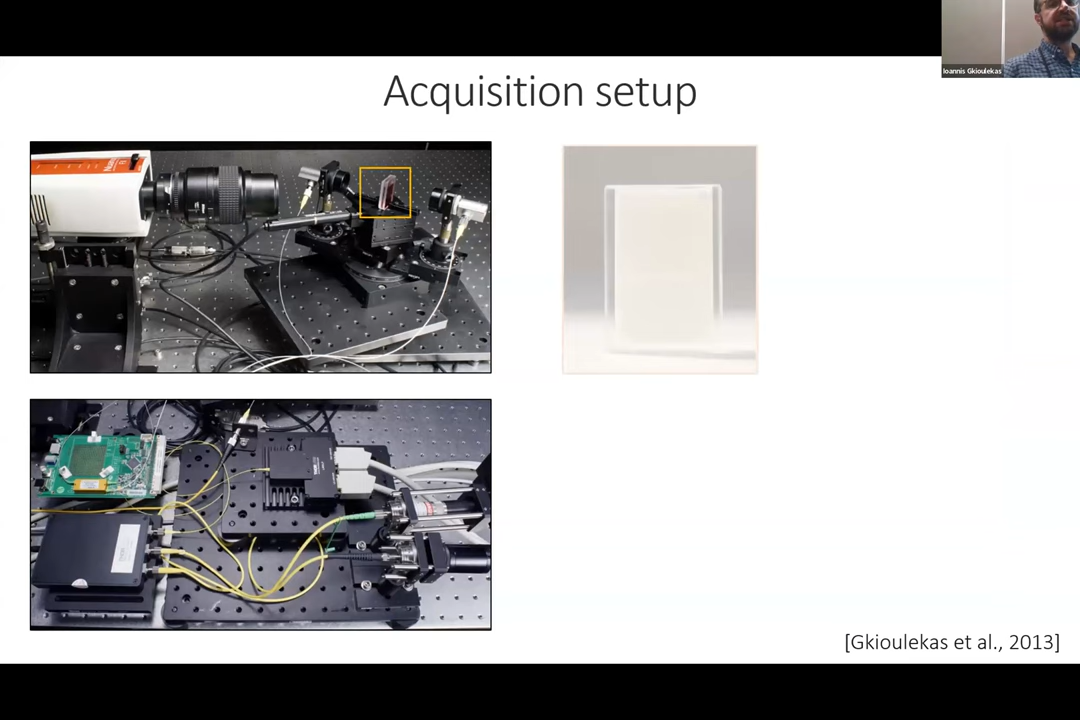 Ioannis Gkioulekas
Acquisition setup
[Gkioulekas et al., 2013]